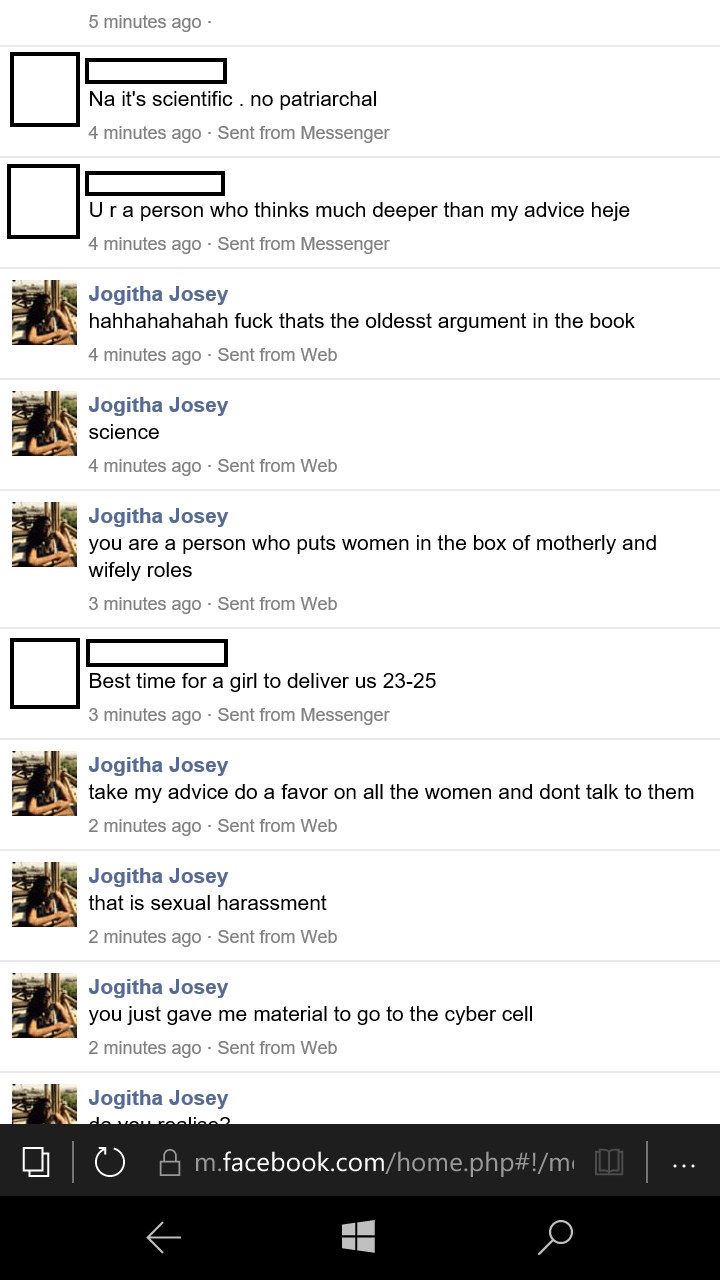 5 minutes ago ·
Na it's scientific . no patriarchal
4 minutes ago · Sent from Messenger
U r a person who thinks much deeper than my advice heje
4 minutes ago · Sent from Messenger
Jogitha Josey
hahhahahahah fuck thats the oldesst argument in the book
4 minutes ago · Sent from Web
Jogitha Josey
science
4 minutes ago · Sent from Web
Jogitha Josey
you are a person who puts women in the box of motherly and
wifely roles
3 minutes ago · Sent from Web
Best time for a girl to deliver us 23-25
3 minutes ago · Sent from Messenger
Jogitha Josey
take my advice do a favor on all the women and dont talk to them
2 minutes ago · Sent from Web
Jogitha Josey
that is sexual harassment
2 minutes ago · Sent from Web
Jogitha Josey
you just gave me material to go to the cyber cell
2 minutes ago · Sent from Web
Jogitha Josey
do you realise?
m.facebook.com/home.php#!/m